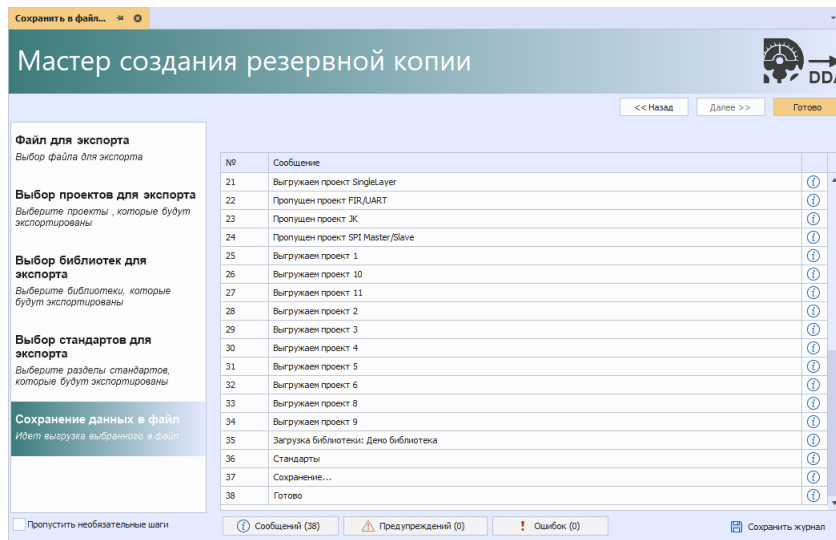 Сохранить в файл...
Мастер создания резервной копии
<< Назад
Далее >>
Готово
Файл для экспорта
Выбор файла для экспорта
Выбор проектов для экспорта
Выберите проекты , которые будут
экспортированы
Выбор библиотек для
экспорта
Выберите библиотеки, которые
будут экспортированы
Выбор стандартов для
экспорта
Выберите разделы стандартов,
которые будут экспортированы
Сохранение данных в файл
Идет выгрузка выбранного в файл
Пропустить необязательные шаги
№ Сообщение
21 Выгружаем проект SingleLayer
22 Пропущен проект FIR/UART
23 Пропущен проект JK
24 Пропущен проект SPI Master/Slave
25 Выгружаем проект 1
26 Выгружаем проект 10
27 Выгружаем проект 11
28 Выгружаем проект 2
29 Выгружаем проект 3
30 Выгружаем проект 4
31 Выгружаем проект 5
32 Выгружаем проект 6
33 Выгружаем проект 8
34 Выгружаем проект 9
35 Загрузка библиотеки: Демо библиотека
36 Стандарты
37 Сохранение...
38 Готово
Сообщений (38)
Предупреждений (0)
Ошибок (0)
Сохранить журнал